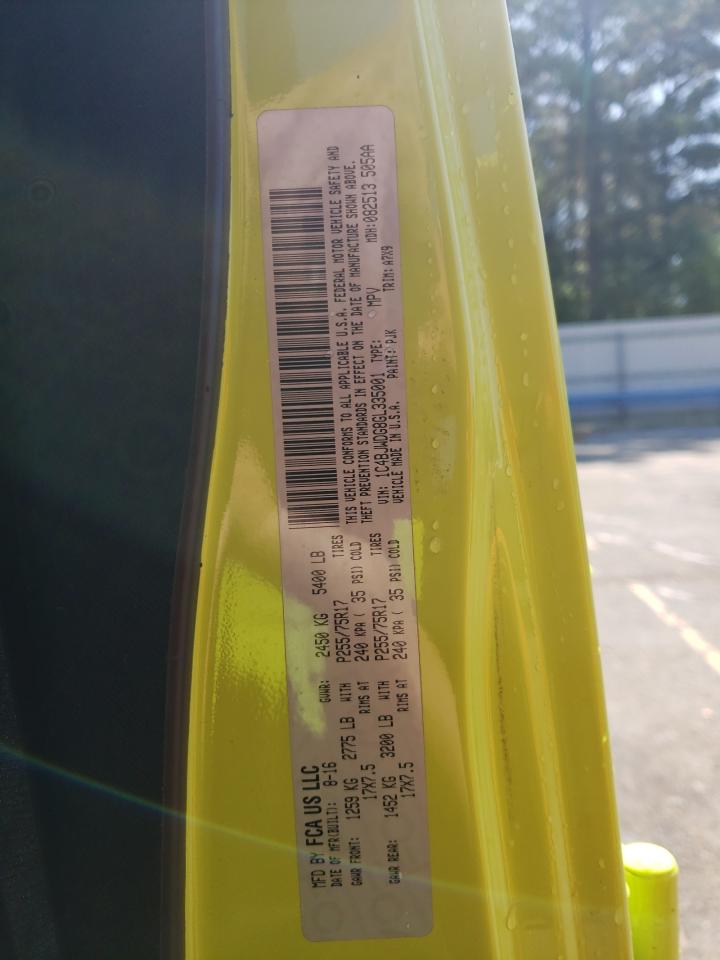 MFD BY FCA US LLC
DATE OF MFR(BUILT): 8-16 GVWR: 2450 KG 5400 LB
GAWR FRONT: 1259 KG 2775 LB WITH P255/75R17 TIRES
17X7.5 RIMS AT 240 KPA ( 35 PSI) COLD
GAWR REAR: 1452 KG 3200 LB WITH P255/75R17 TIRES
17X7.5 RIMS AT 240 KPA ( 35 PSI) COLD
THIS VEHICLE CONFORMS TO ALL APPLICABLE U.S.A. FEDERAL MOTOR VEHICLE SAFETY AND
THEFT PREVENTION STANDARDS IN EFFECT ON THE DATE OF MANUFACTURE SHOWN ABOVE.
VIN: 1C4BJWDG8GL335001 TYPE: MPV MDH:082513 505AA
VEHICLE MADE IN U.S.A. PAINT: PJK TRIM: A7X9